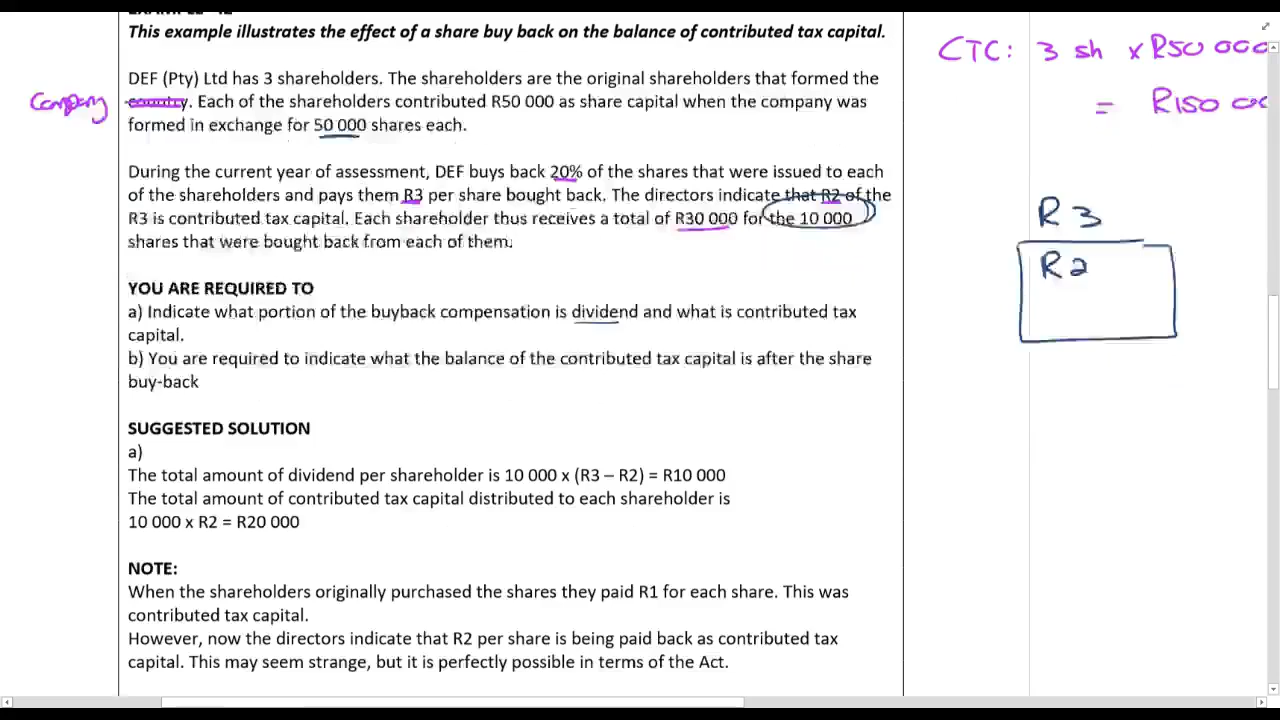 This example illustrates the effect of a share buy back on the balance of contributed tax capital.
CTC: 3 sh x R50 000
DEF (Pty) Ltd has 3 shareholders. The shareholders are the original shareholders that formed the
Company
country. Each of the shareholders contributed R50 000 as share capital when the company was
= R150 00
formed in exchange for 50 000 shares each.
During the current year of assessment, DEF buys back 20% of the shares that were issued to each
of the shareholders and pays them R3 per share bought back. The directors indicate that R2 of the
R3 is contributed tax capital. Each shareholder thus receives a total of R30 000 for the 10 000
R3
shares that were bought back from each of them.
R2
YOU ARE REQUIRED TO
a) Indicate what portion of the buyback compensation is dividend and what is contributed tax
capital.
b) You are required to indicate what the balance of the contributed tax capital is after the share
buy-back
SUGGESTED SOLUTION
a)
The total amount of dividend per shareholder is 10 000 x (R3 – R2) = R10 000
The total amount of contributed tax capital distributed to each shareholder is
10 000 x R2 = R20 000
NOTE:
When the shareholders originally purchased the shares they paid R1 for each share. This was
contributed tax capital.
However, now the directors indicate that R2 per share is being paid back as contributed tax
capital. This may seem strange, but it is perfectly possible in terms of the Act.